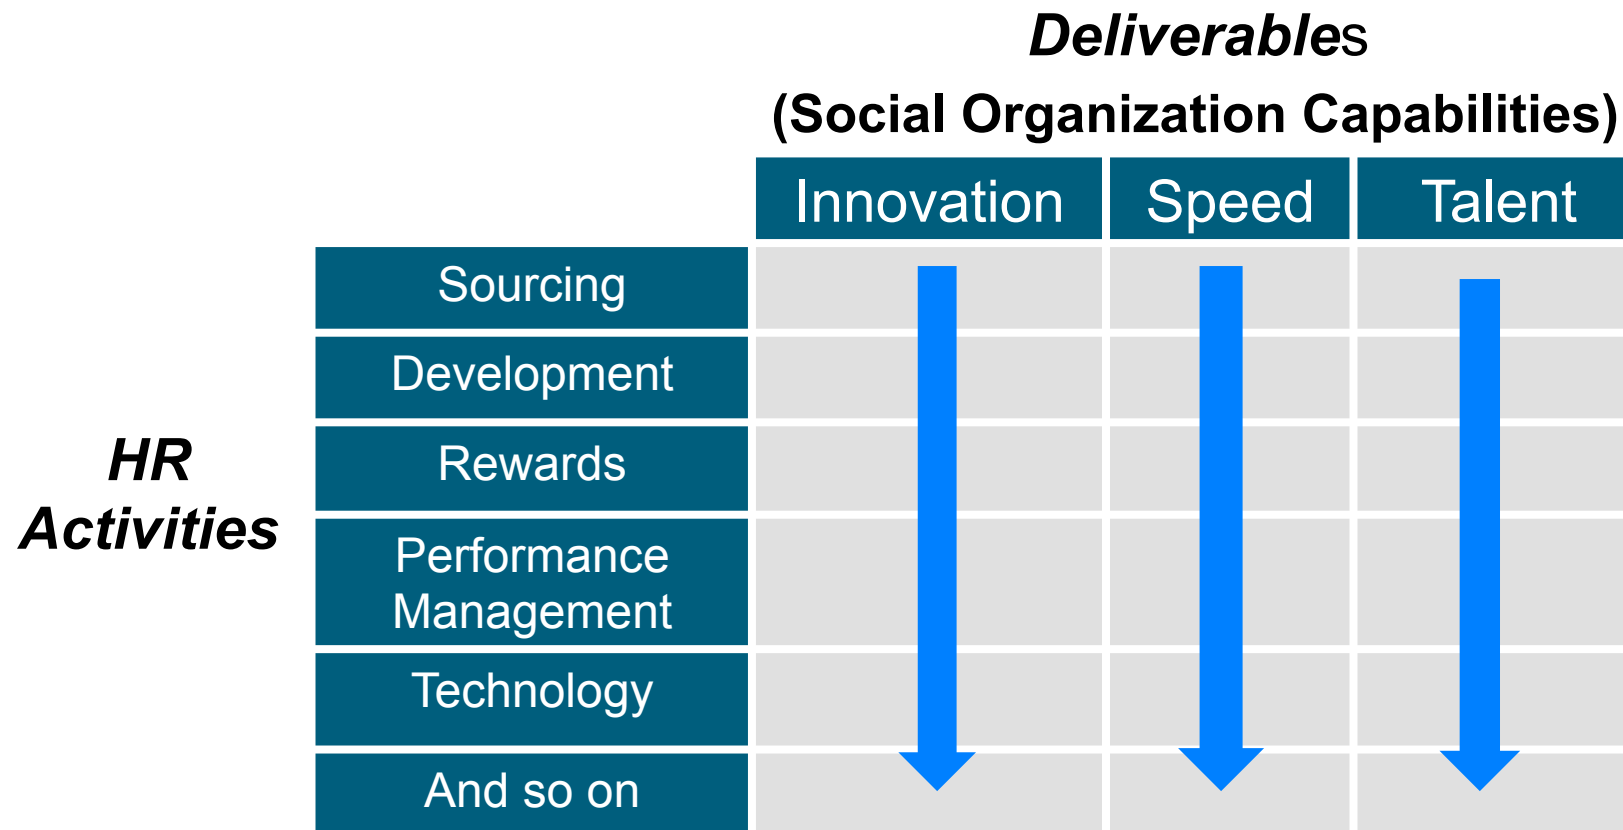 Deliverables
(Social Organization Capabilities)
Innovation Speed Talent
Sourcing
Development
Rewards
HR
Activities
Performance
Management
Technology
And so on